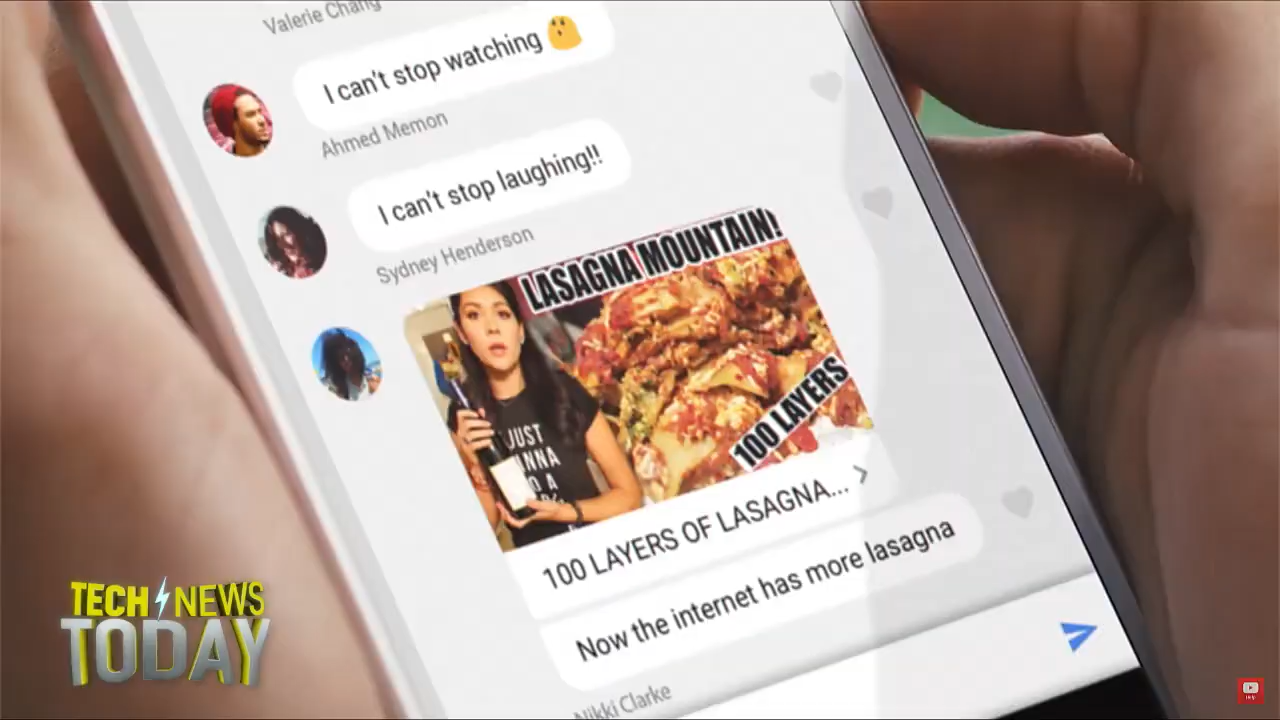 Valerie Chang
I can't stop watching
Ahmed Memon
I can't stop laughing!!
Sydney Henderson
LASAGNA MOUNTAIN!
JUST
100 LAYERS
100 LAYERS OF LASAGNA...
Now the internet has more lasagna
Nikki Clarke
TECH NEWS
TODAY